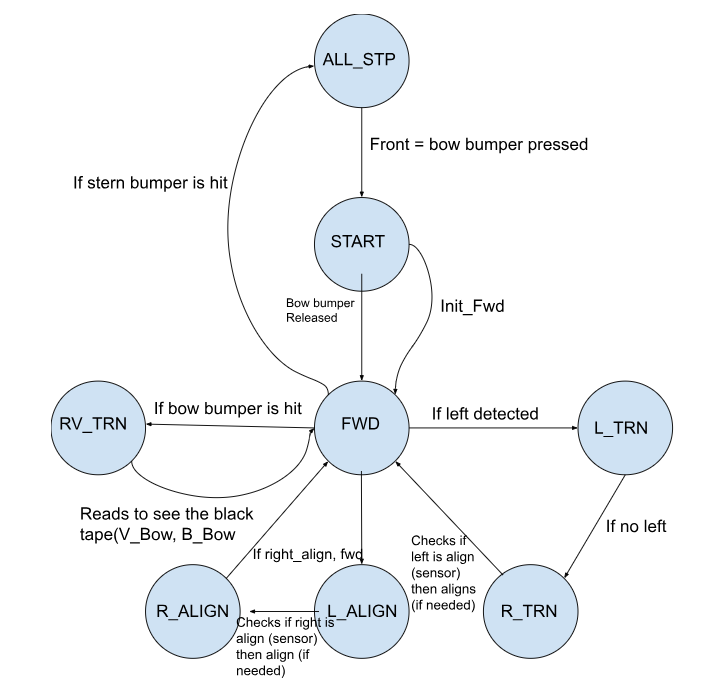 ALL_STP
Front = bow bumper pressed
If stern bumper is hit
START
Bow bumper
Released
Init_Fwd
RV_TRN
If bow bumper is hit
FWD
If left detected
L_TRN
Reads to see the black
tape(V_Bow, B_Bow
If no left
Checks if
left is align
(sensor)
then aligns
(if needed)
If right_align, fwd
R_ALIGN
L_ALIGN
R_TRN
Checks if right is
align (sensor)
then align (if
needed)